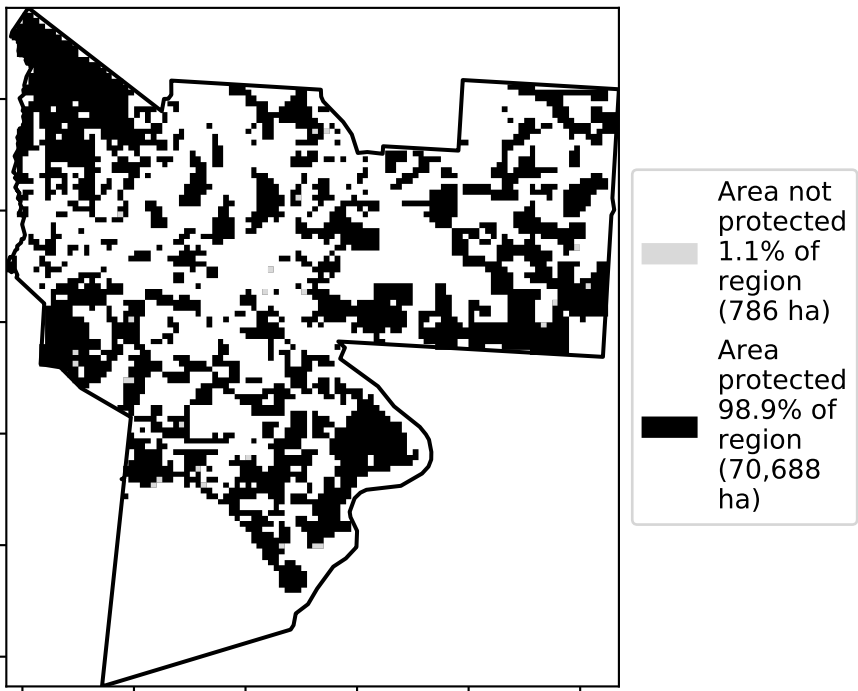 Area not
protected
1.1% of
region
(786 ha)
Area
protected
98.9% of
region
(70,688
ha)